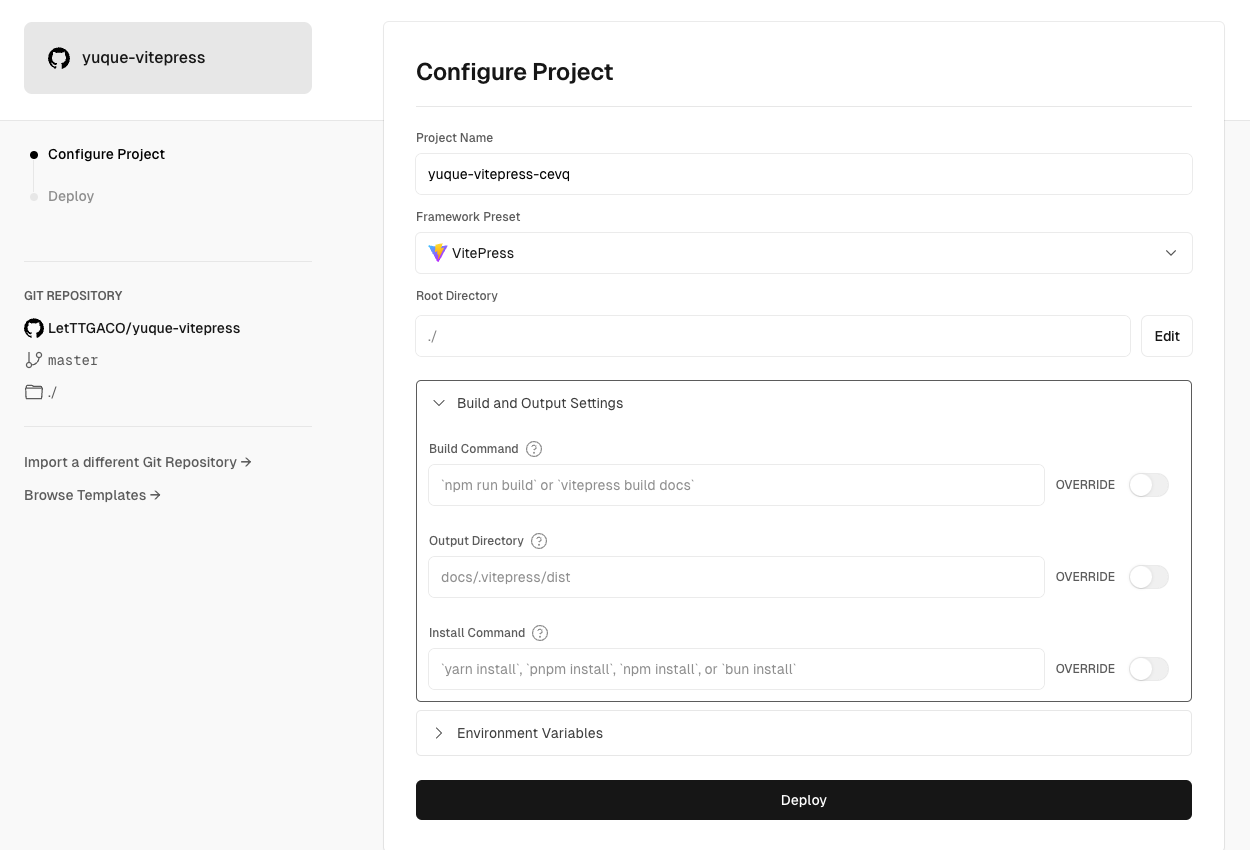 yuque-vitepress
Configure Project
Deploy
GIT REPOSITORY
LetTTGACO/yuque-vitepress
master
./
Import a different Git Repository →
Browse Templates →
Configure Project
Project Name
yuque-vitepress-cevq
Framework Preset
VitePress
Root Directory
./
Edit
Build and Output Settings
Build Command ?
`npm run build` or `vitepress build docs`
OVERRIDE
Output Directory ?
docs/.vitepress/dist
OVERRIDE
Install Command ?
`yarn install`, `pnpm install`, `npm install`, or `bun install`
OVERRIDE
Environment Variables
Deploy